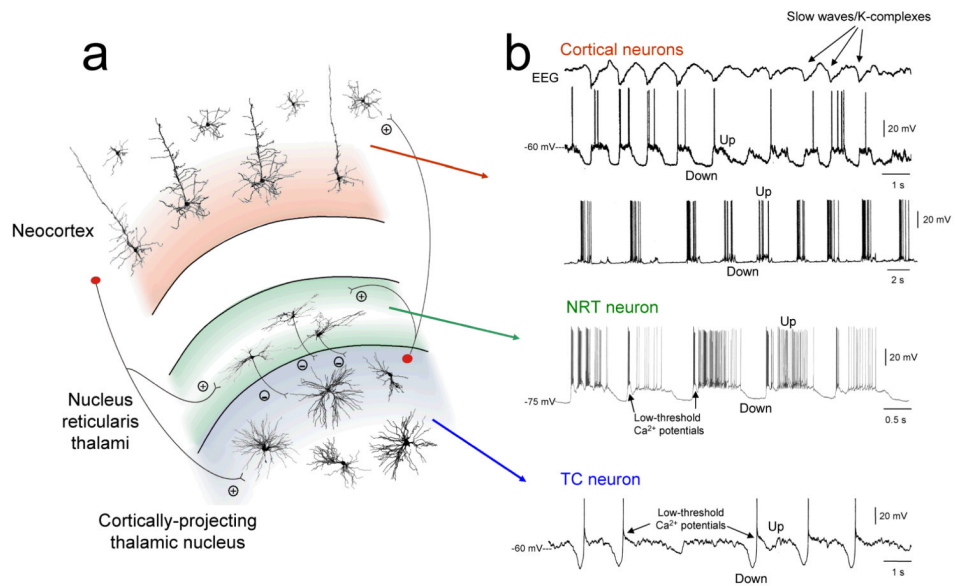 a
Neocortex
Nucleus
reticularis
thalami
Cortically-projecting
thalamic nucleus
+
+
+
+
-
-
-
b
Slow waves/K-complexes
Cortical neurons
EEG
20 mV
-60 mV
Up
Down
1 s
Up
20 mV
Down
2 s
NRT neuron
Up
20 mV
-75 mV
Low-threshold
Ca²⁺ potentials
Down
0.5 s
TC neuron
Low-threshold
Ca²⁺ potentials
Up
20 mV
-60 mV
Down
1 s